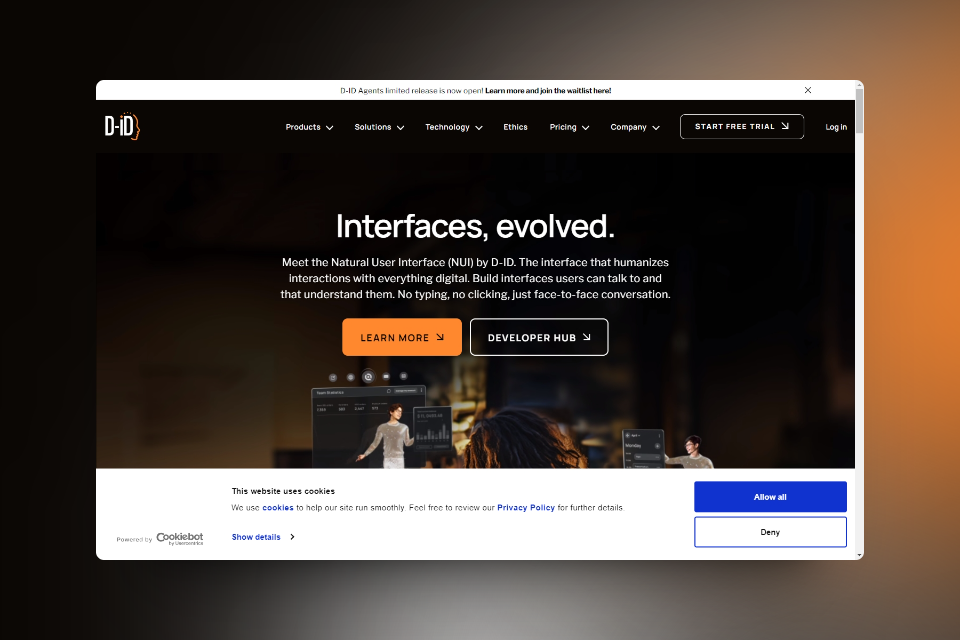 D-ID Agents limited release is now open! Learn more and join the waitlist here!
D-iD
Products Solutions Technology Ethics Pricing Company START FREE TRIAL Log in
Interfaces, evolved.
Meet the Natural User Interface (NUI) by D-ID. The interface that humanizes
interactions with everything digital. Build interfaces users can talk to and
that understand them. No typing, no clicking, just face-to-face conversation.
LEARN MORE DEVELOPER HUB
Monday
This website uses cookies
We use cookies to help our site run smoothly. Feel free to review our Privacy Policy for further details
Show details
Allow all
Deny
Powered by Cookiebot
by Usercentrics